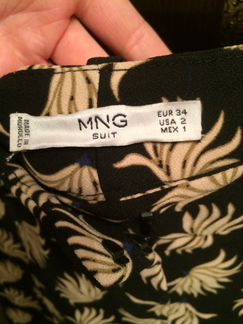 MADE IN
MOROCCO
MNG
SUIT
EUR 34
USA 2
MEX 1